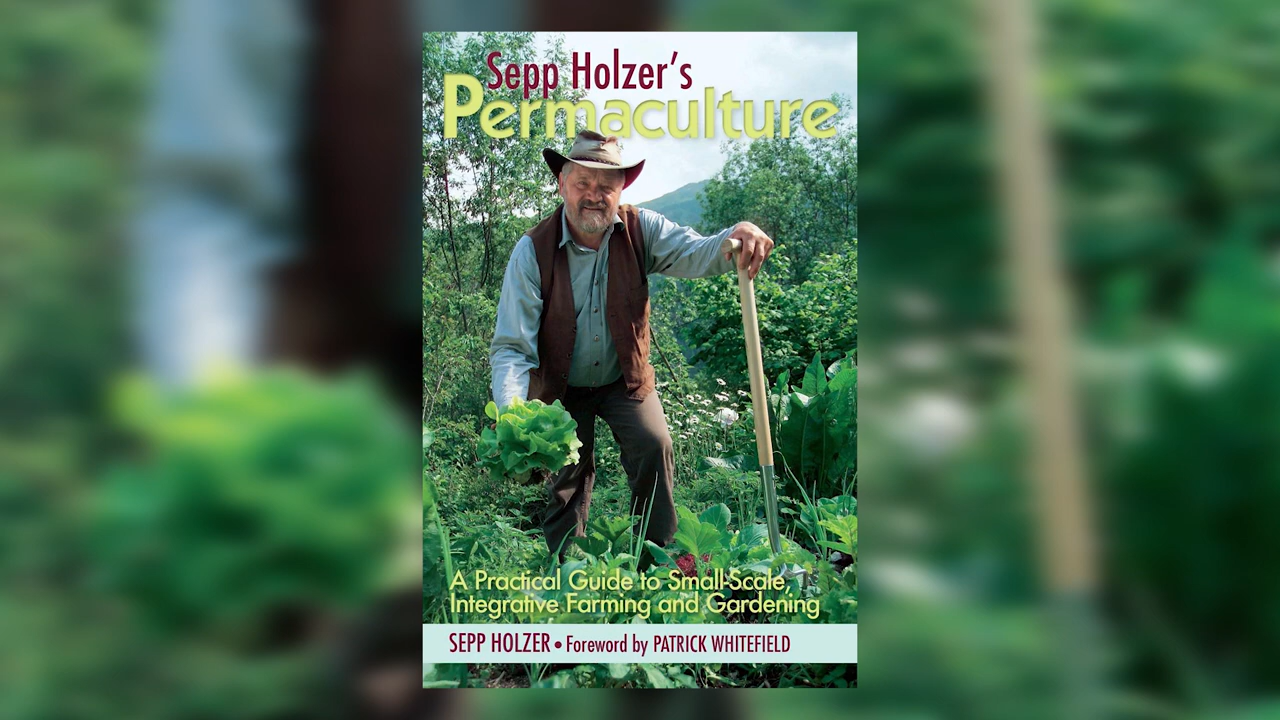 Sepp Holzer's
Permaculture
A Practical Guide to Small-Scale,
Integrative Farming and Gardening
SEPP HOLZER • Foreword by PATRICK WHITEFIELD